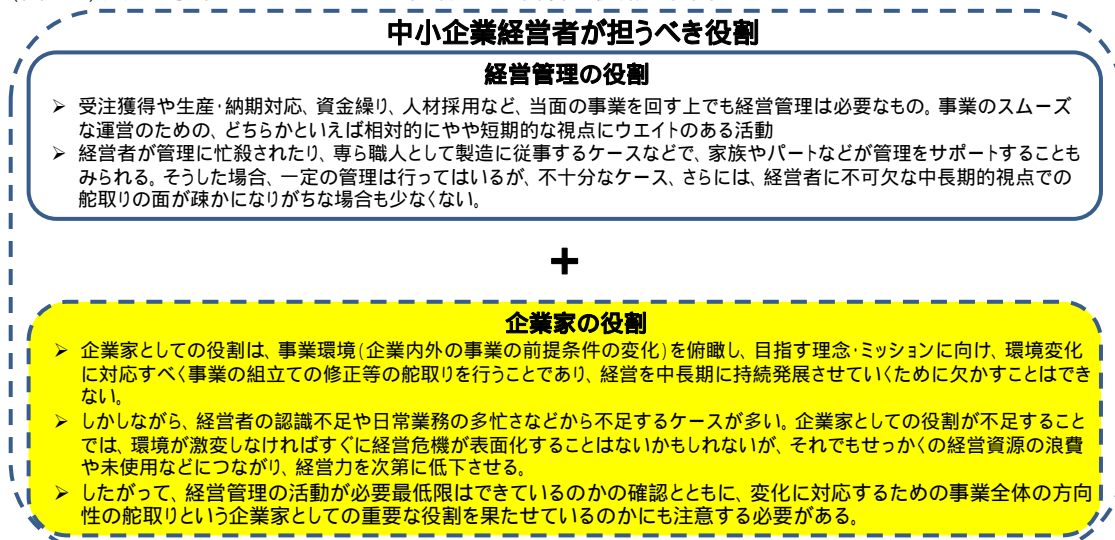 中小企業経営者が担うべき役割
経営管理の役割
➢ 受注獲得や生産・納期対応、資金繰り、人材採用など、当面の事業を回す上でも経営管理は必要なもの。事業のスムーズ
な運営のための、どちらかといえば相対的にやや短期的な視点にウエイトのある活動
➢ 経営者が管理に忙殺されたり、専ら職人として製造に従事するケースなどで、家族やパートなどが管理をサポートすることも
みられる。そうした場合、一定の管理は行ってはいるが、不十分なケース、さらには、経営者に不可欠な中長期的視点での
舵取りの面が疎かになりがちな場合も少なくない。
+
企業家の役割
➢ 企業家としての役割は、事業環境(企業内外の事業の前提条件の変化)を俯瞰し、目指す理念・ミッションに向け、環境変化
に対応すべく事業の組立ての修正等の舵取りを行うことであり、経営を中長期に持続発展させていくために欠かすことはでき
ない。
➢ しかしながら、経営者の認識不足や日常業務の多忙さなどから不足するケースが多い。企業家としての役割が不足すること
では、環境が激変しなければすぐに経営危機が表面化することはないかもしれないが、それでもせっかくの経営資源の浪費
や未使用などにつながり、経営力を次第に低下させる。
➢ したがって、経営管理の活動が必要最低限はできているのかの確認とともに、変化に対応するための事業全体の方向
性の舵取りという企業家としての重要な役割を果たせているのかにも注意する必要がある。